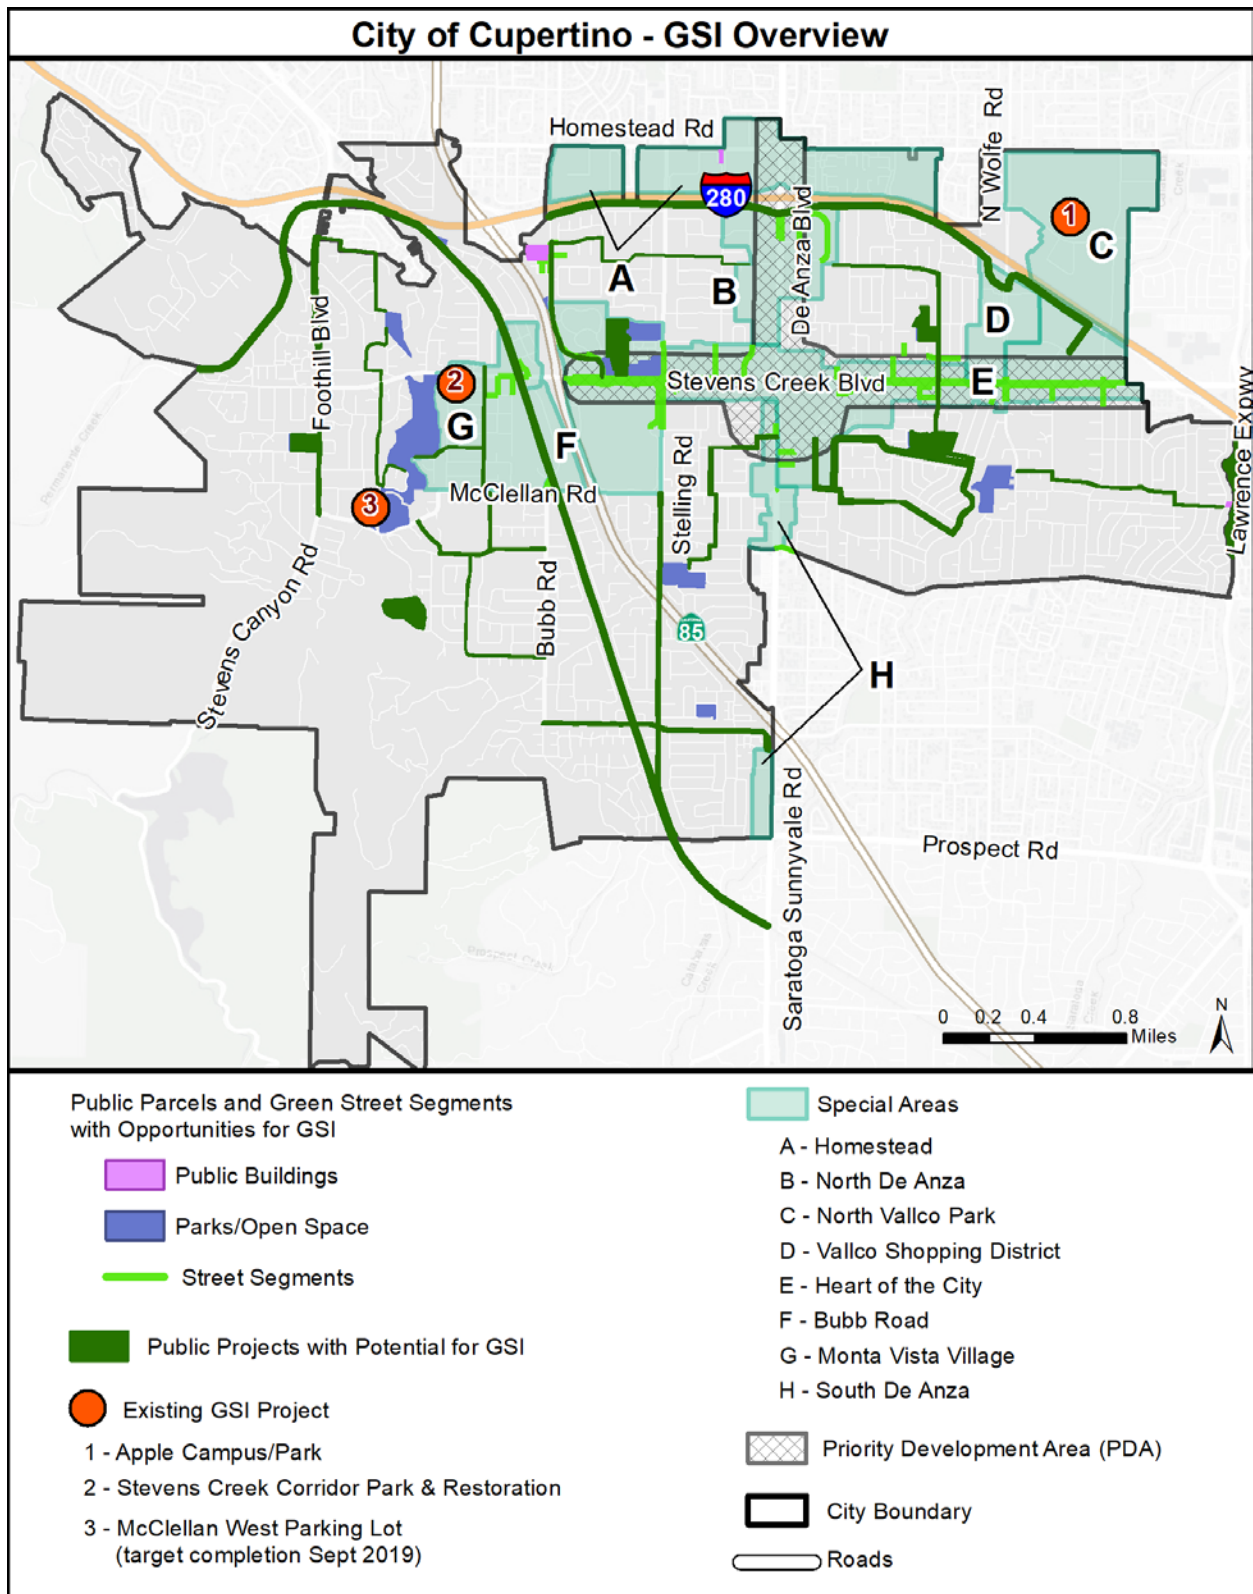 City of Cupertino - GSI Overview
Homestead Rd
N Wolfe Rd
280
De Anza Blvd
1
C
A
B
D
Foothill Blvd
Stevens Creek Blvd
E
2
G
F
Lawrence Expwy
Permanente Creek
McClellan Rd
3
Stelling Rd
Stevens Canyon Rd
Bubb Rd
85
H
Saratoga Sunnyvale Rd
Prospect Rd
Prospect Creek
Calabazas Creek
0 0.2 0.4 0.8
Miles
N
Public Parcels and Green Street Segments
with Opportunities for GSI
Public Buildings
Parks/Open Space
Street Segments
Public Projects with Potential for GSI
Existing GSI Project
1 - Apple Campus/Park
2 - Stevens Creek Corridor Park & Restoration
3 - McClellan West Parking Lot
(target completion Sept 2019)
Special Areas
A - Homestead
B - North De Anza
C - North Vallco Park
D - Vallco Shopping District
E - Heart of the City
F - Bubb Road
G - Monta Vista Village
H - South De Anza
Priority Development Area (PDA)
City Boundary
Roads